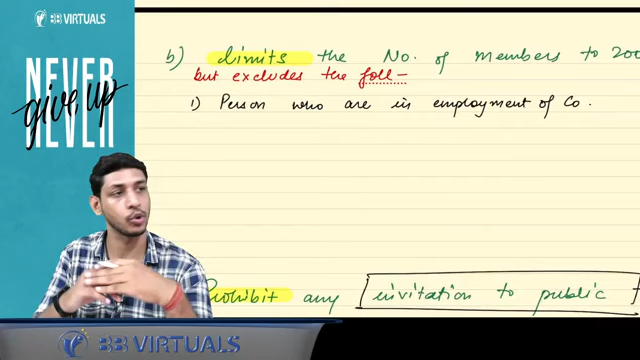 BB VIRTUALS
NEVER
give up
NEVER
b) limits the No. of members to 200
but excludes the foll-
1) Person who are in employment of Co.
Prohibit any invitation to public
BB VIRTUALS